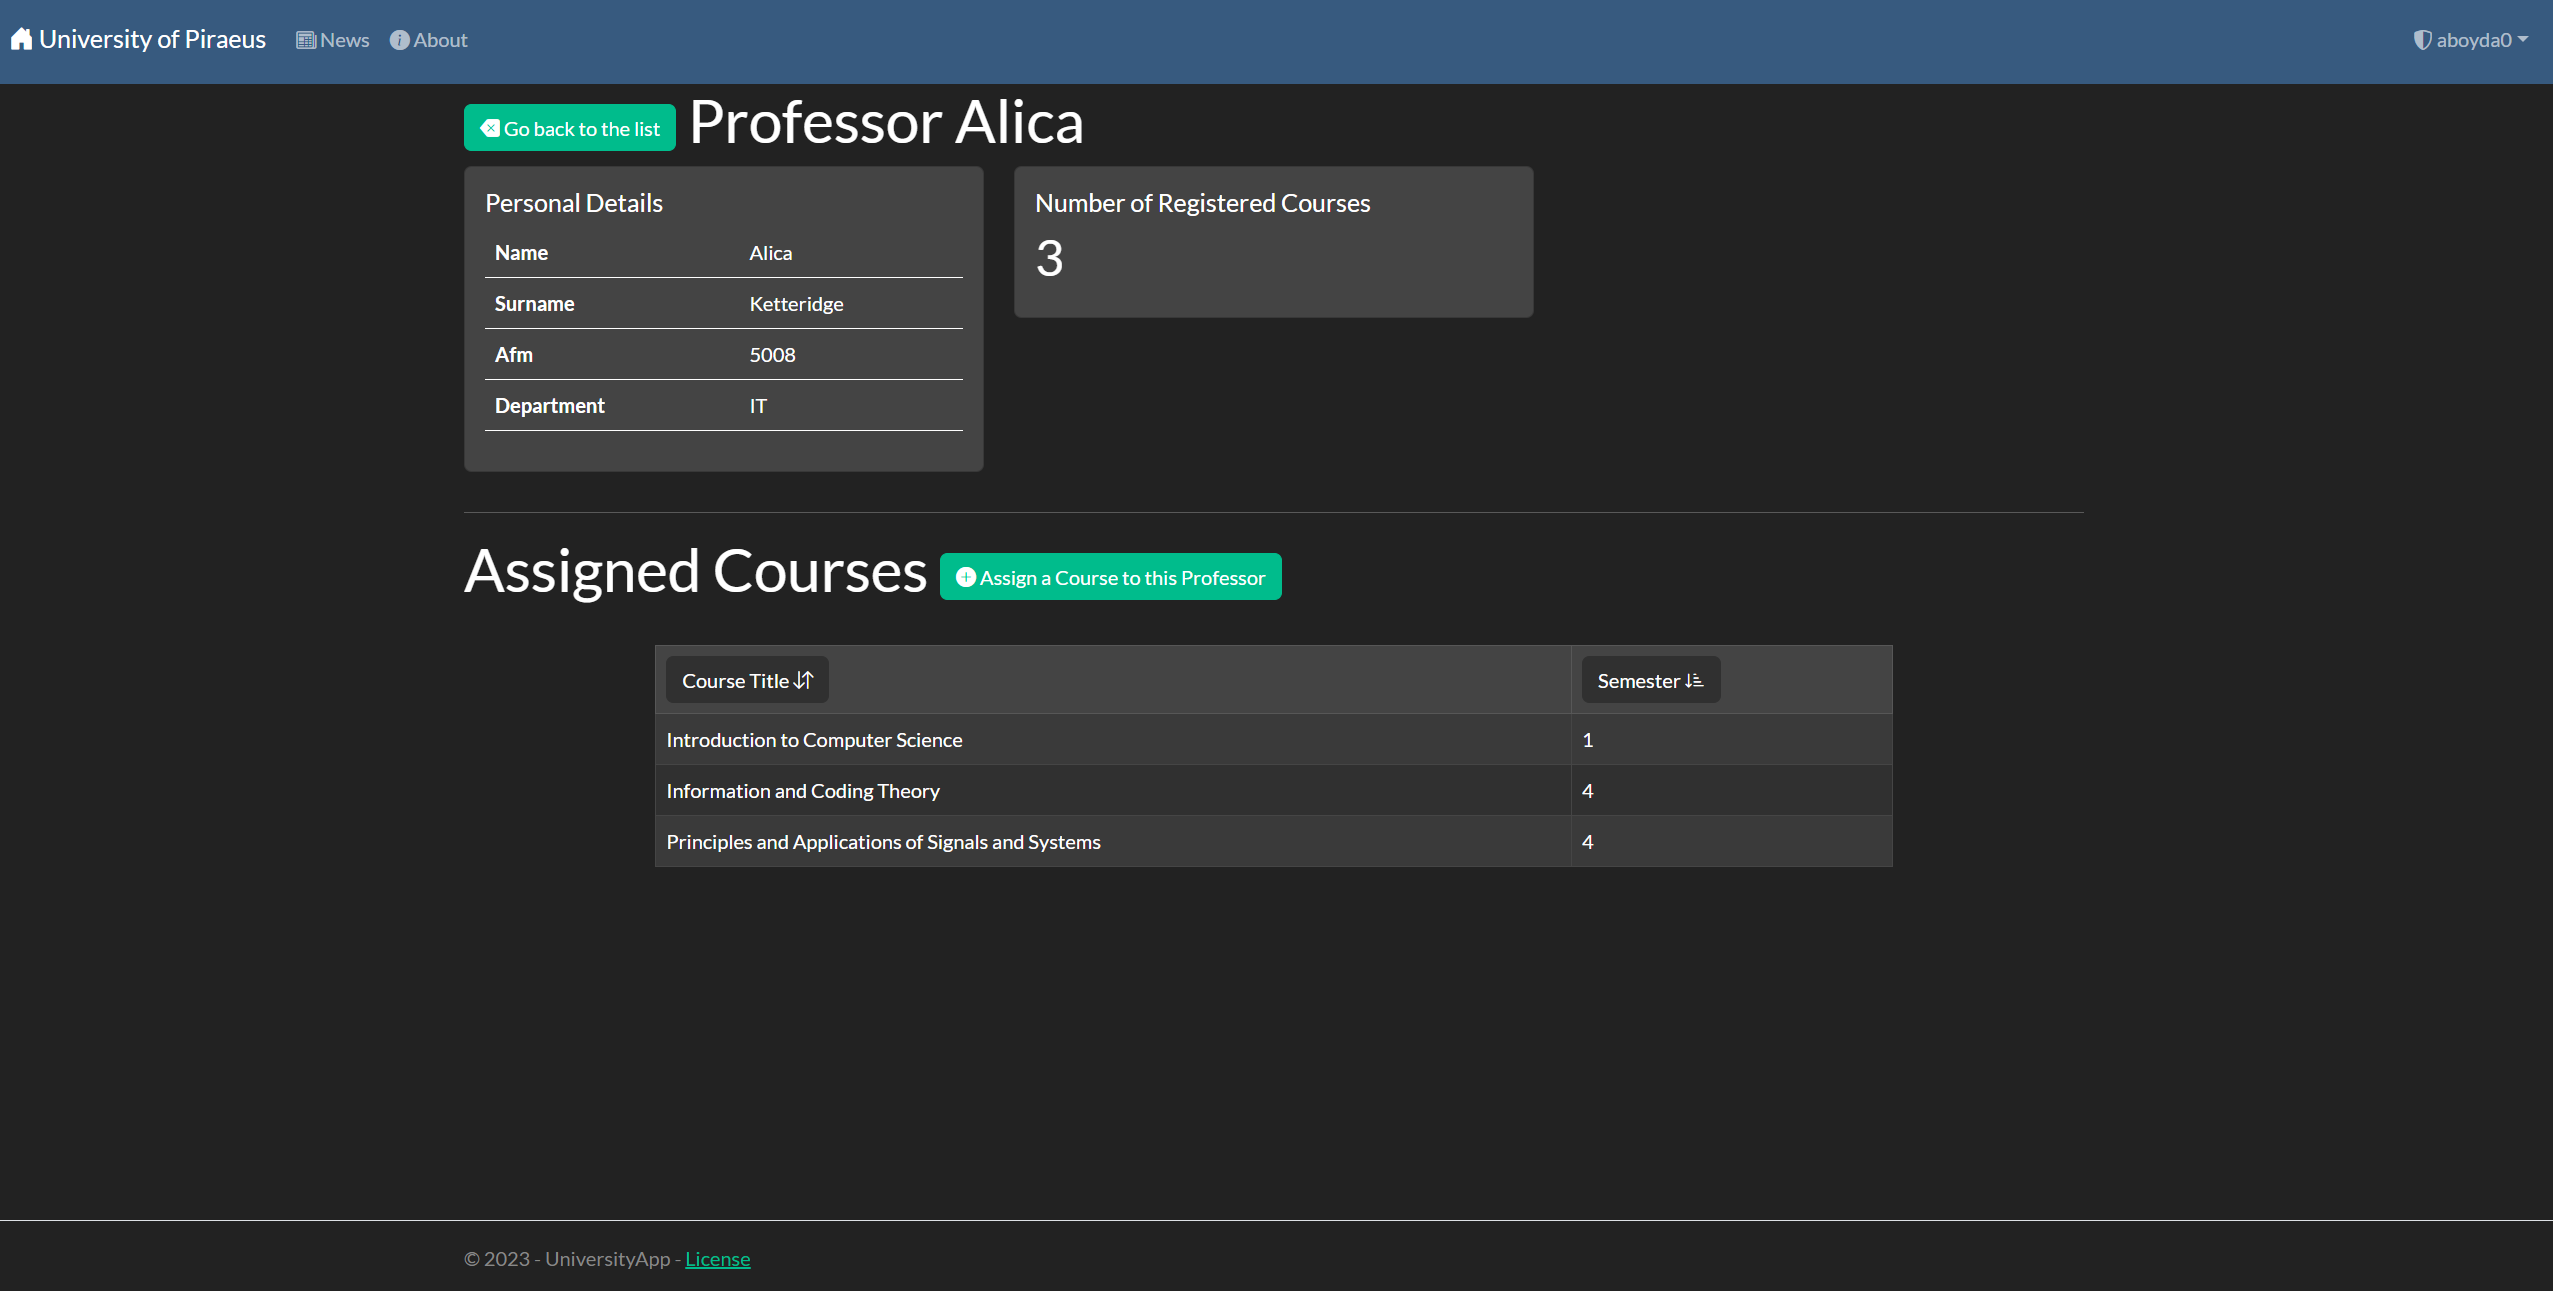 University of Piraeus News About aboyda0
Go back to the list Professor Alica
Personal Details
Name Alica
Surname Ketteridge
Afm 5008
Department IT
Number of Registered Courses
3
Assigned Courses Assign a Course to this Professor
Course Title Semester
Introduction to Computer Science 1
Information and Coding Theory 4
Principles and Applications of Signals and Systems 4
© 2023 - UniversityApp - License